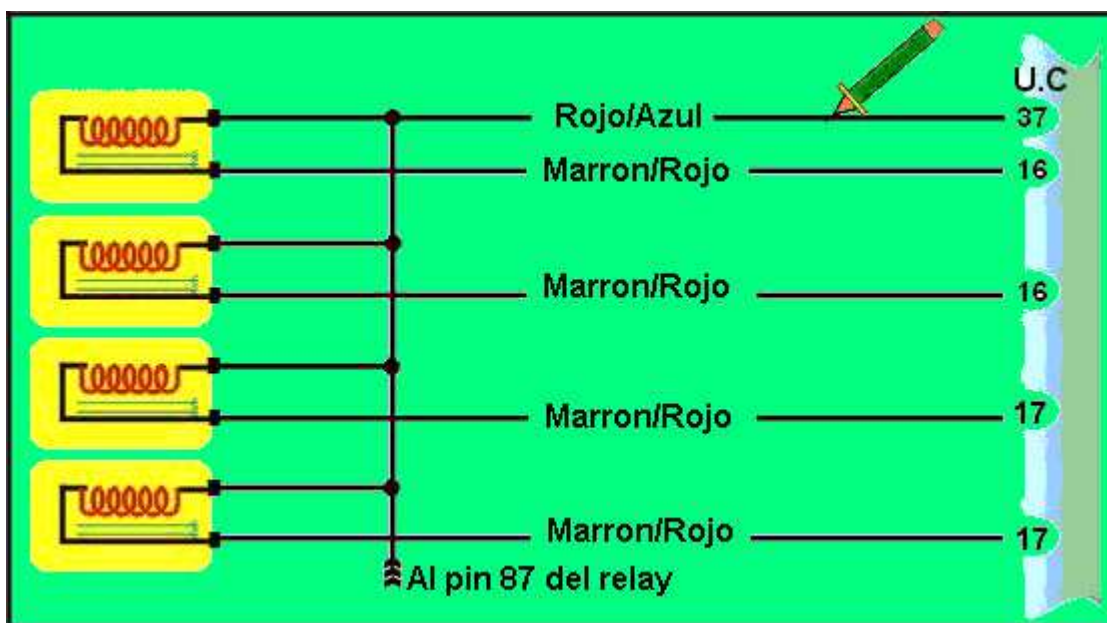 U.C
Rojo/Azul 37
Marron/Rojo 16
Marron/Rojo 16
Marron/Rojo 17
Marron/Rojo 17
Al pin 87 del relay